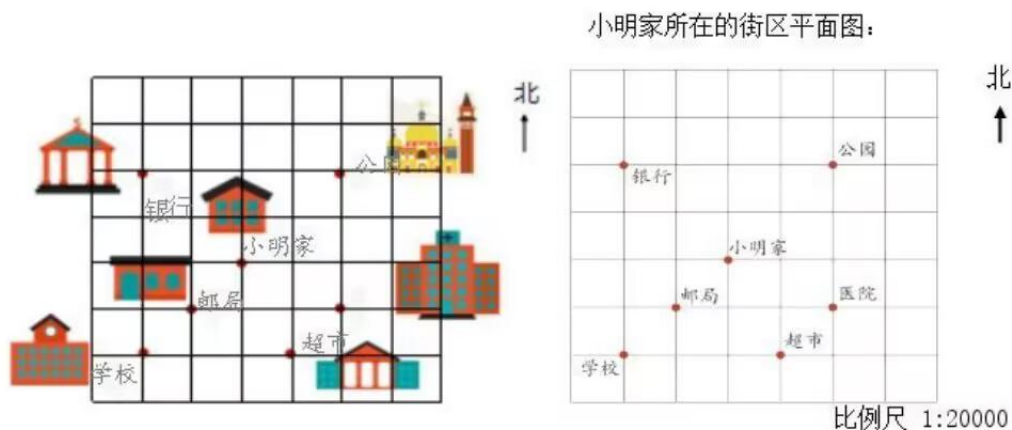 小明家所在的街区平面图：
北
公园
银行
小明家
邮局
超市
学校
北
公园
银行
小明家
邮局
医院
超市
学校
比例尺 1:20000